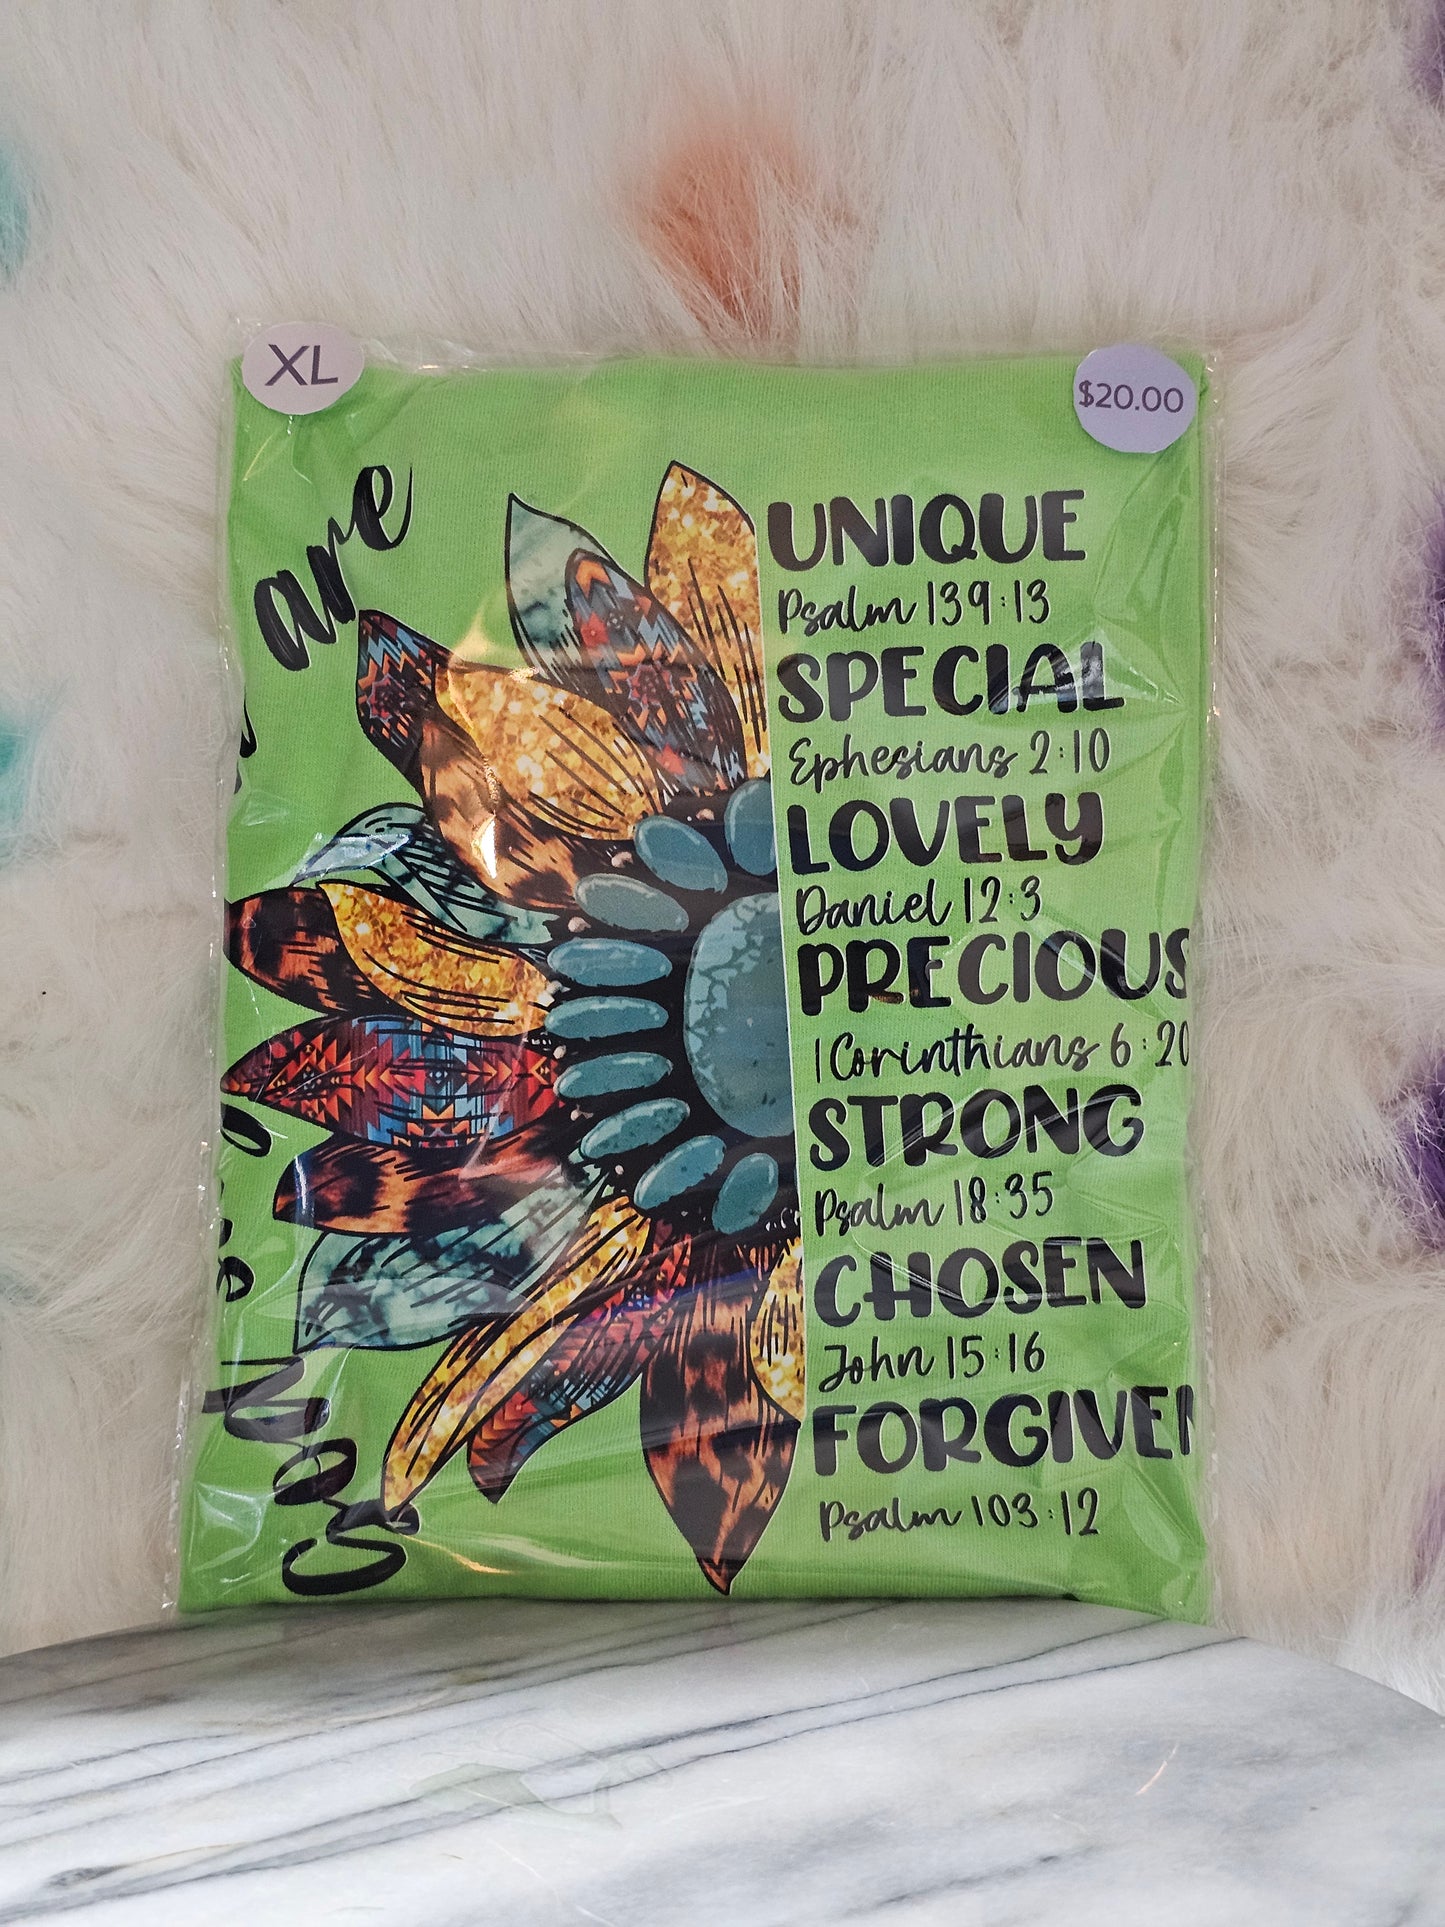 XL
$20.00
God
are
UNIQUE
Psalm 139:13
SPECIAL
Ephesians 2:10
LOVELY
Daniel 12:3
PRECIOUS
1 Corinthians 6:20
STRONG
Psalm 18:35
CHOSEN
John 15:16
FORGIVEN
Psalm 103:12